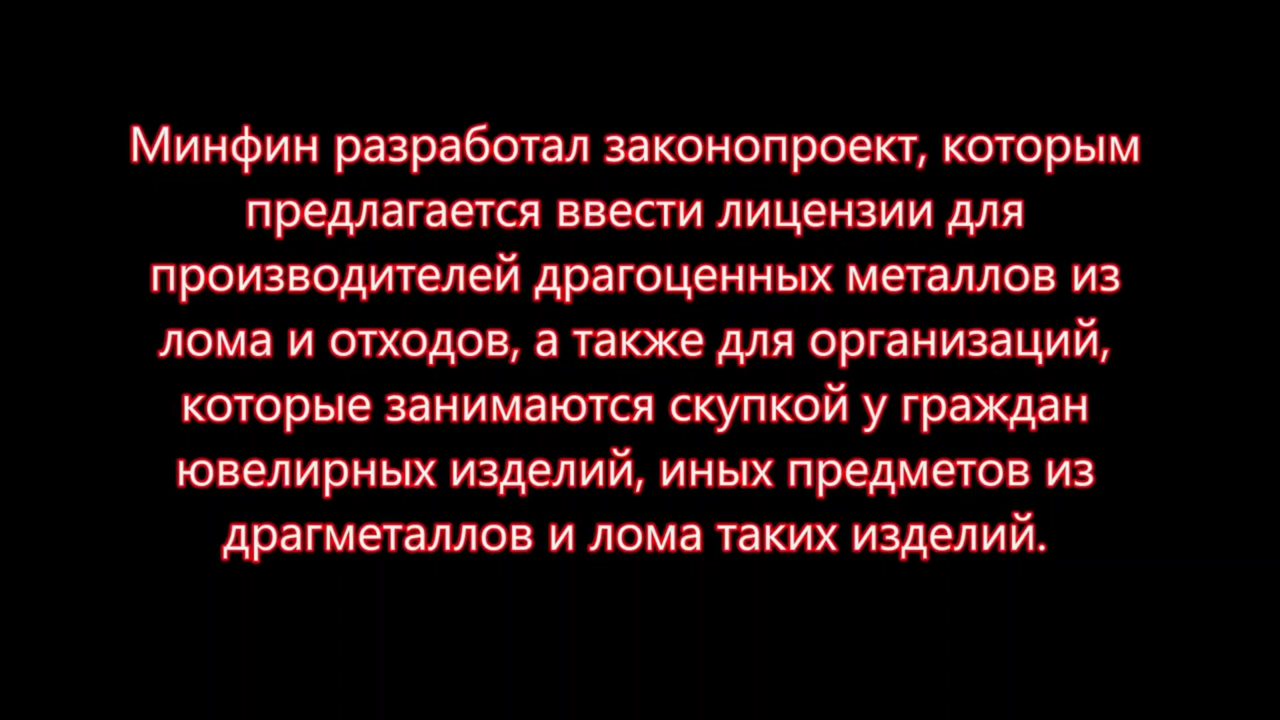 Минфин разработал законопроект, которым
предлагается ввести лицензии для
производителей драгоценных металлов из
лома и отходов, а также для организаций,
которые занимаются скупкой у граждан
ювелирных изделий, иных предметов из
драгметаллов и лома таких изделий.